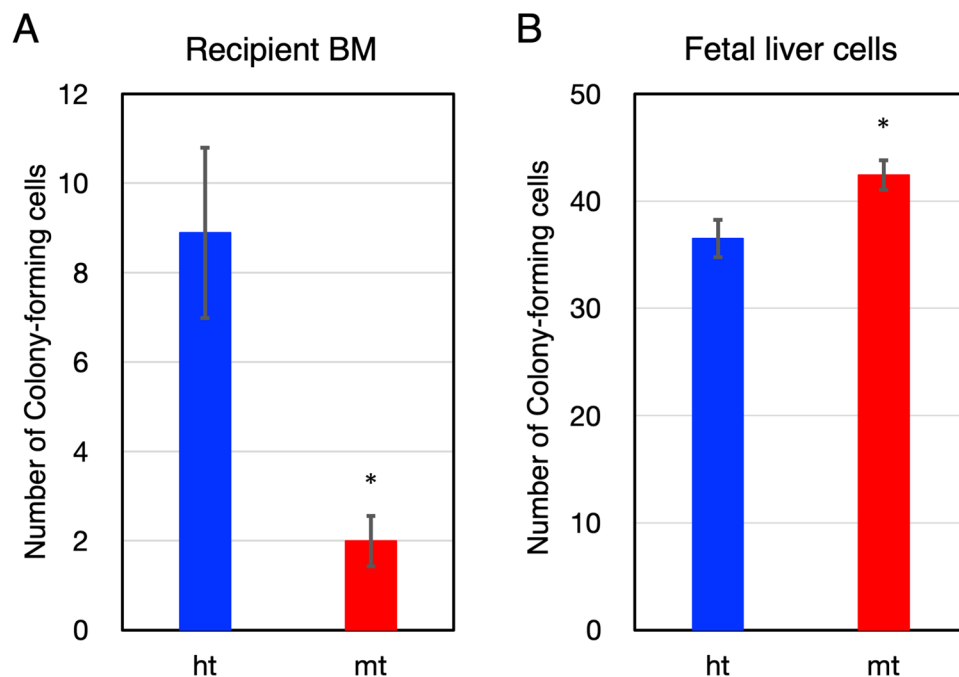 A
Recipient BM
Number of Colony-forming cells
12
10
8
6
4
2
0
*
ht
mt
B
Fetal liver cells
Number of Colony-forming cells
50
40
30
20
10
0
*
ht
mt